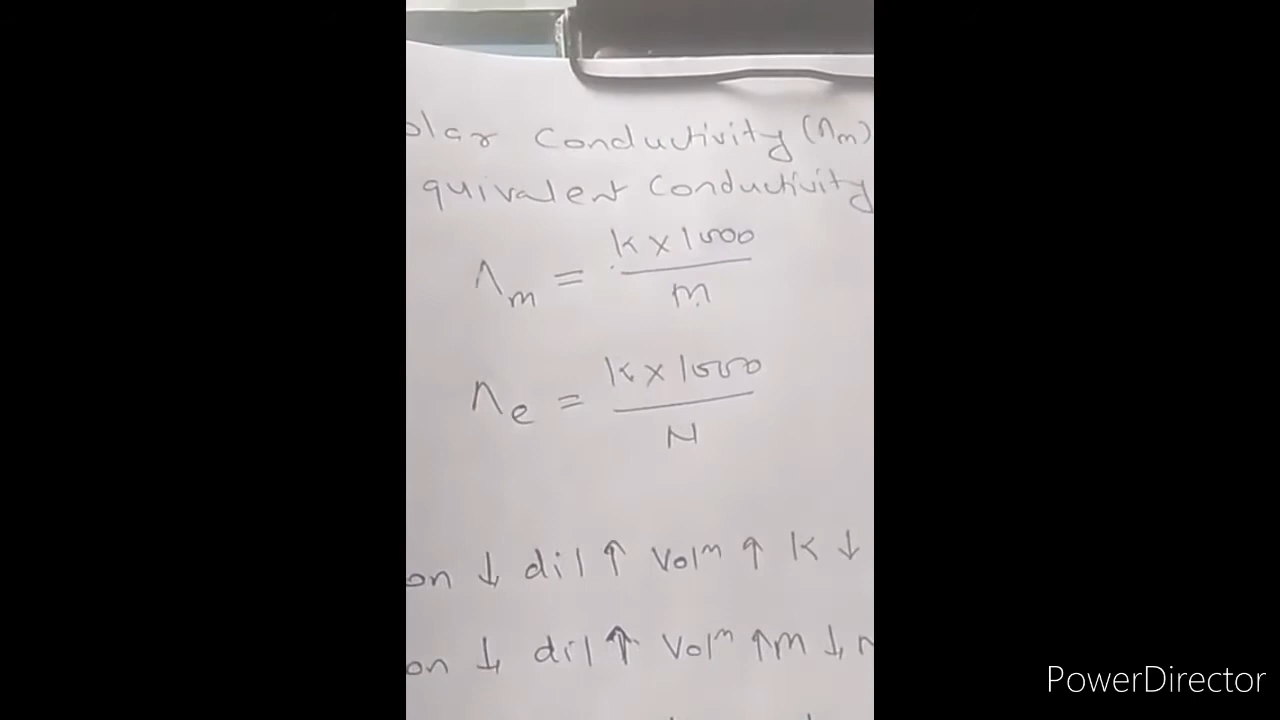 olar Conductivity (Λm)
quivalent Conductivity
Λm = K × 1000 / m
Λe = K × 1000 / N
on ↓ dil ↑ Volm ↑ K ↓
on ↓ dil ↑ Volm ↑ m ↓
PowerDirector